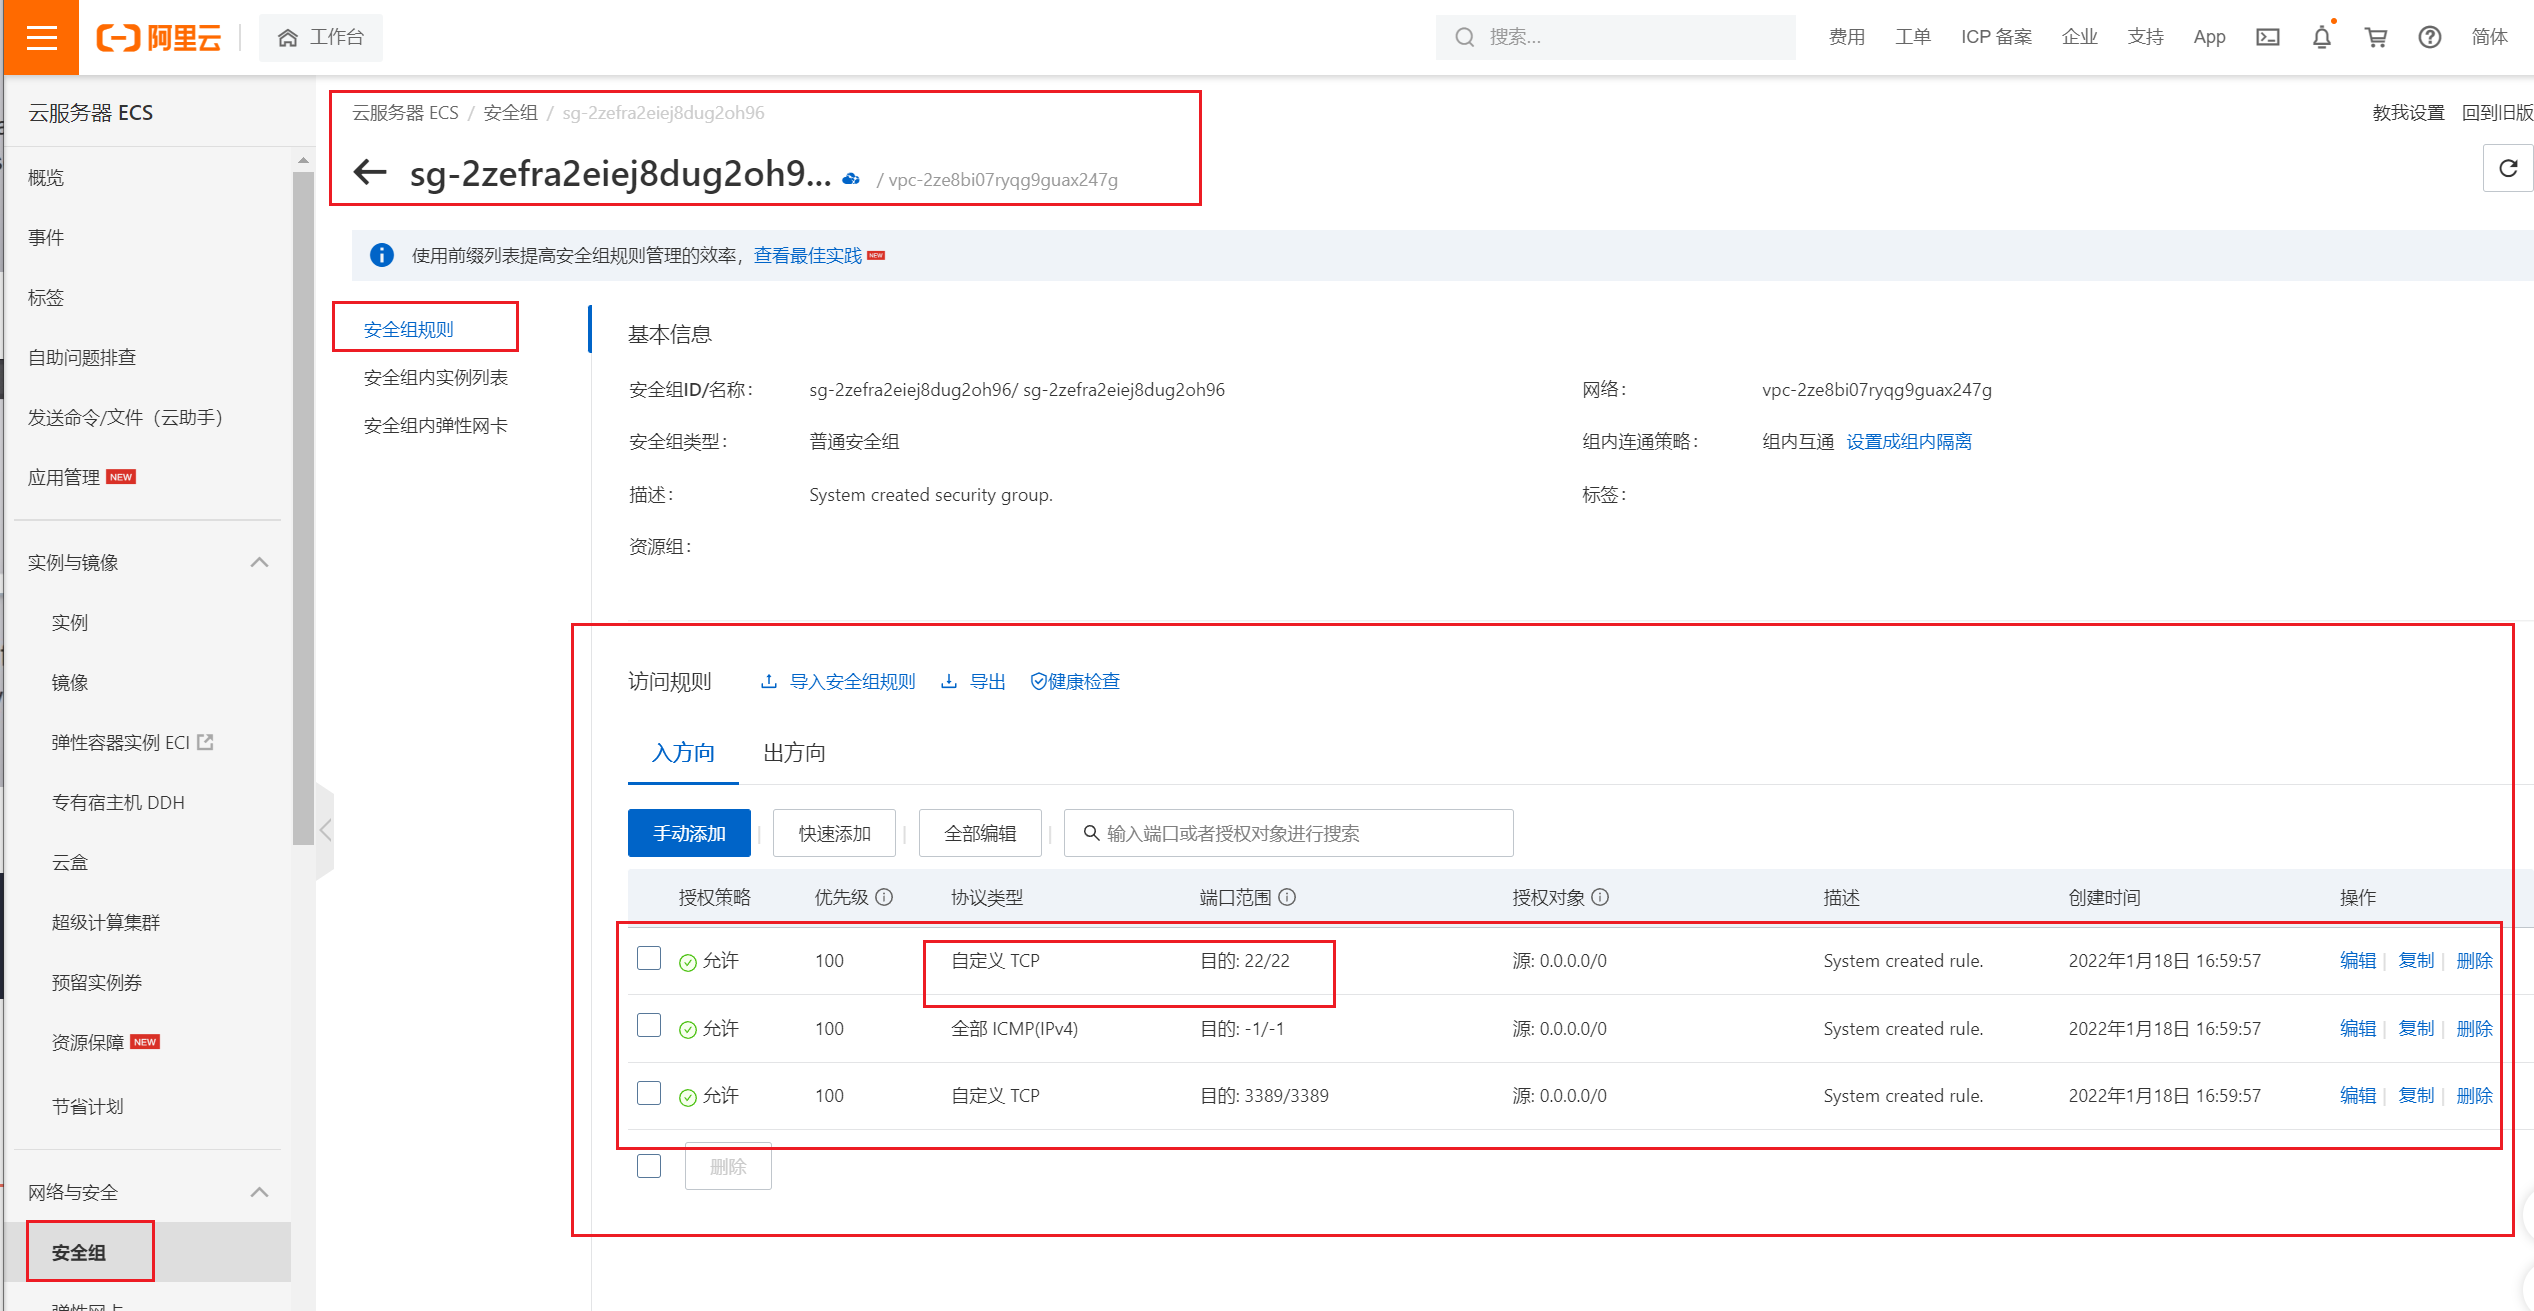 阿里云
工作台
搜索...
费用 工单 ICP 备案 企业 支持 App 简体
云服务器 ECS
概览
事件
标签
自助问题排查
发送命令/文件（云助手）
应用管理 NEW
实例与镜像
实例
镜像
弹性容器实例 ECI
专有宿主机 DDH
云盒
超级计算集群
预留实例券
资源保障 NEW
节省计划
网络与安全
安全组
弹性网卡
云服务器 ECS / 安全组 / sg-2zefra2eiej8dug2oh96
教我设置 回到旧版
sg-2zefra2eiej8dug2oh9... / vpc-2ze8bi07ryqg9guax247g
使用前缀列表提高安全组规则管理的效率，查看最佳实践 NEW
安全组规则
安全组内实例列表
安全组内弹性网卡
基本信息
安全组ID/名称： sg-2zefra2eiej8dug2oh96/ sg-2zefra2eiej8dug2oh96 网络： vpc-2ze8bi07ryqg9guax247g
安全组类型： 普通安全组 组内连通策略： 组内互通 设置成组内隔离
描述： System created security group. 标签：
资源组：
访问规则 导入安全组规则 导出 健康检查
入方向 出方向
手动添加 快速添加 全部编辑 输入端口或者授权对象进行搜索
授权策略 优先级 协议类型 端口范围 授权对象 描述 创建时间 操作
允许 100 自定义 TCP 目的: 22/22 源: 0.0.0.0/0 System created rule. 2022年1月18日 16:59:57 编辑 | 复制 | 删除
允许 100 全部 ICMP(IPv4) 目的: -1/-1 源: 0.0.0.0/0 System created rule. 2022年1月18日 16:59:57 编辑 | 复制 | 删除
允许 100 自定义 TCP 目的: 3389/3389 源: 0.0.0.0/0 System created rule. 2022年1月18日 16:59:57 编辑 | 复制 | 删除
删除